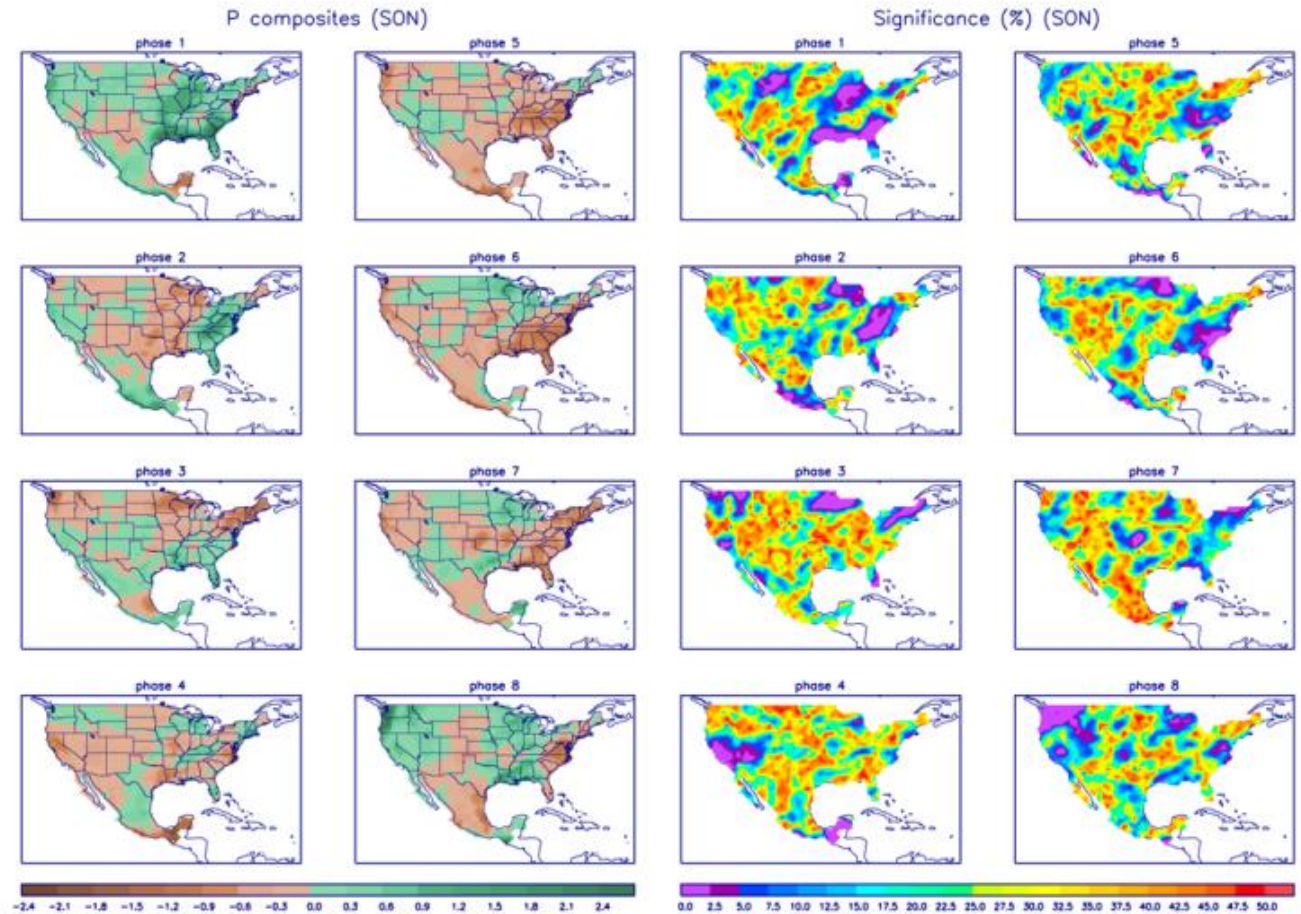 P composites (SON) Significance (%) (SON)
phase 1 phase 5 phase 1 phase 5
phase 2 phase 6 phase 2 phase 6
phase 3 phase 7 phase 3 phase 7
phase 4 phase 8 phase 4 phase 8
-2.4 -2.1 -1.8 -1.5 -1.2 -0.9 -0.6 -0.3 0.0 0.3 0.6 0.9 1.2 1.5 1.8 2.1 2.4 0.0 2.5 5.0 7.5 10.0 12.5 15.0 17.5 20.0 22.5 25.0 27.5 30.0 32.5 35.0 37.5 40.0 42.5 45.0 47.5 50.0